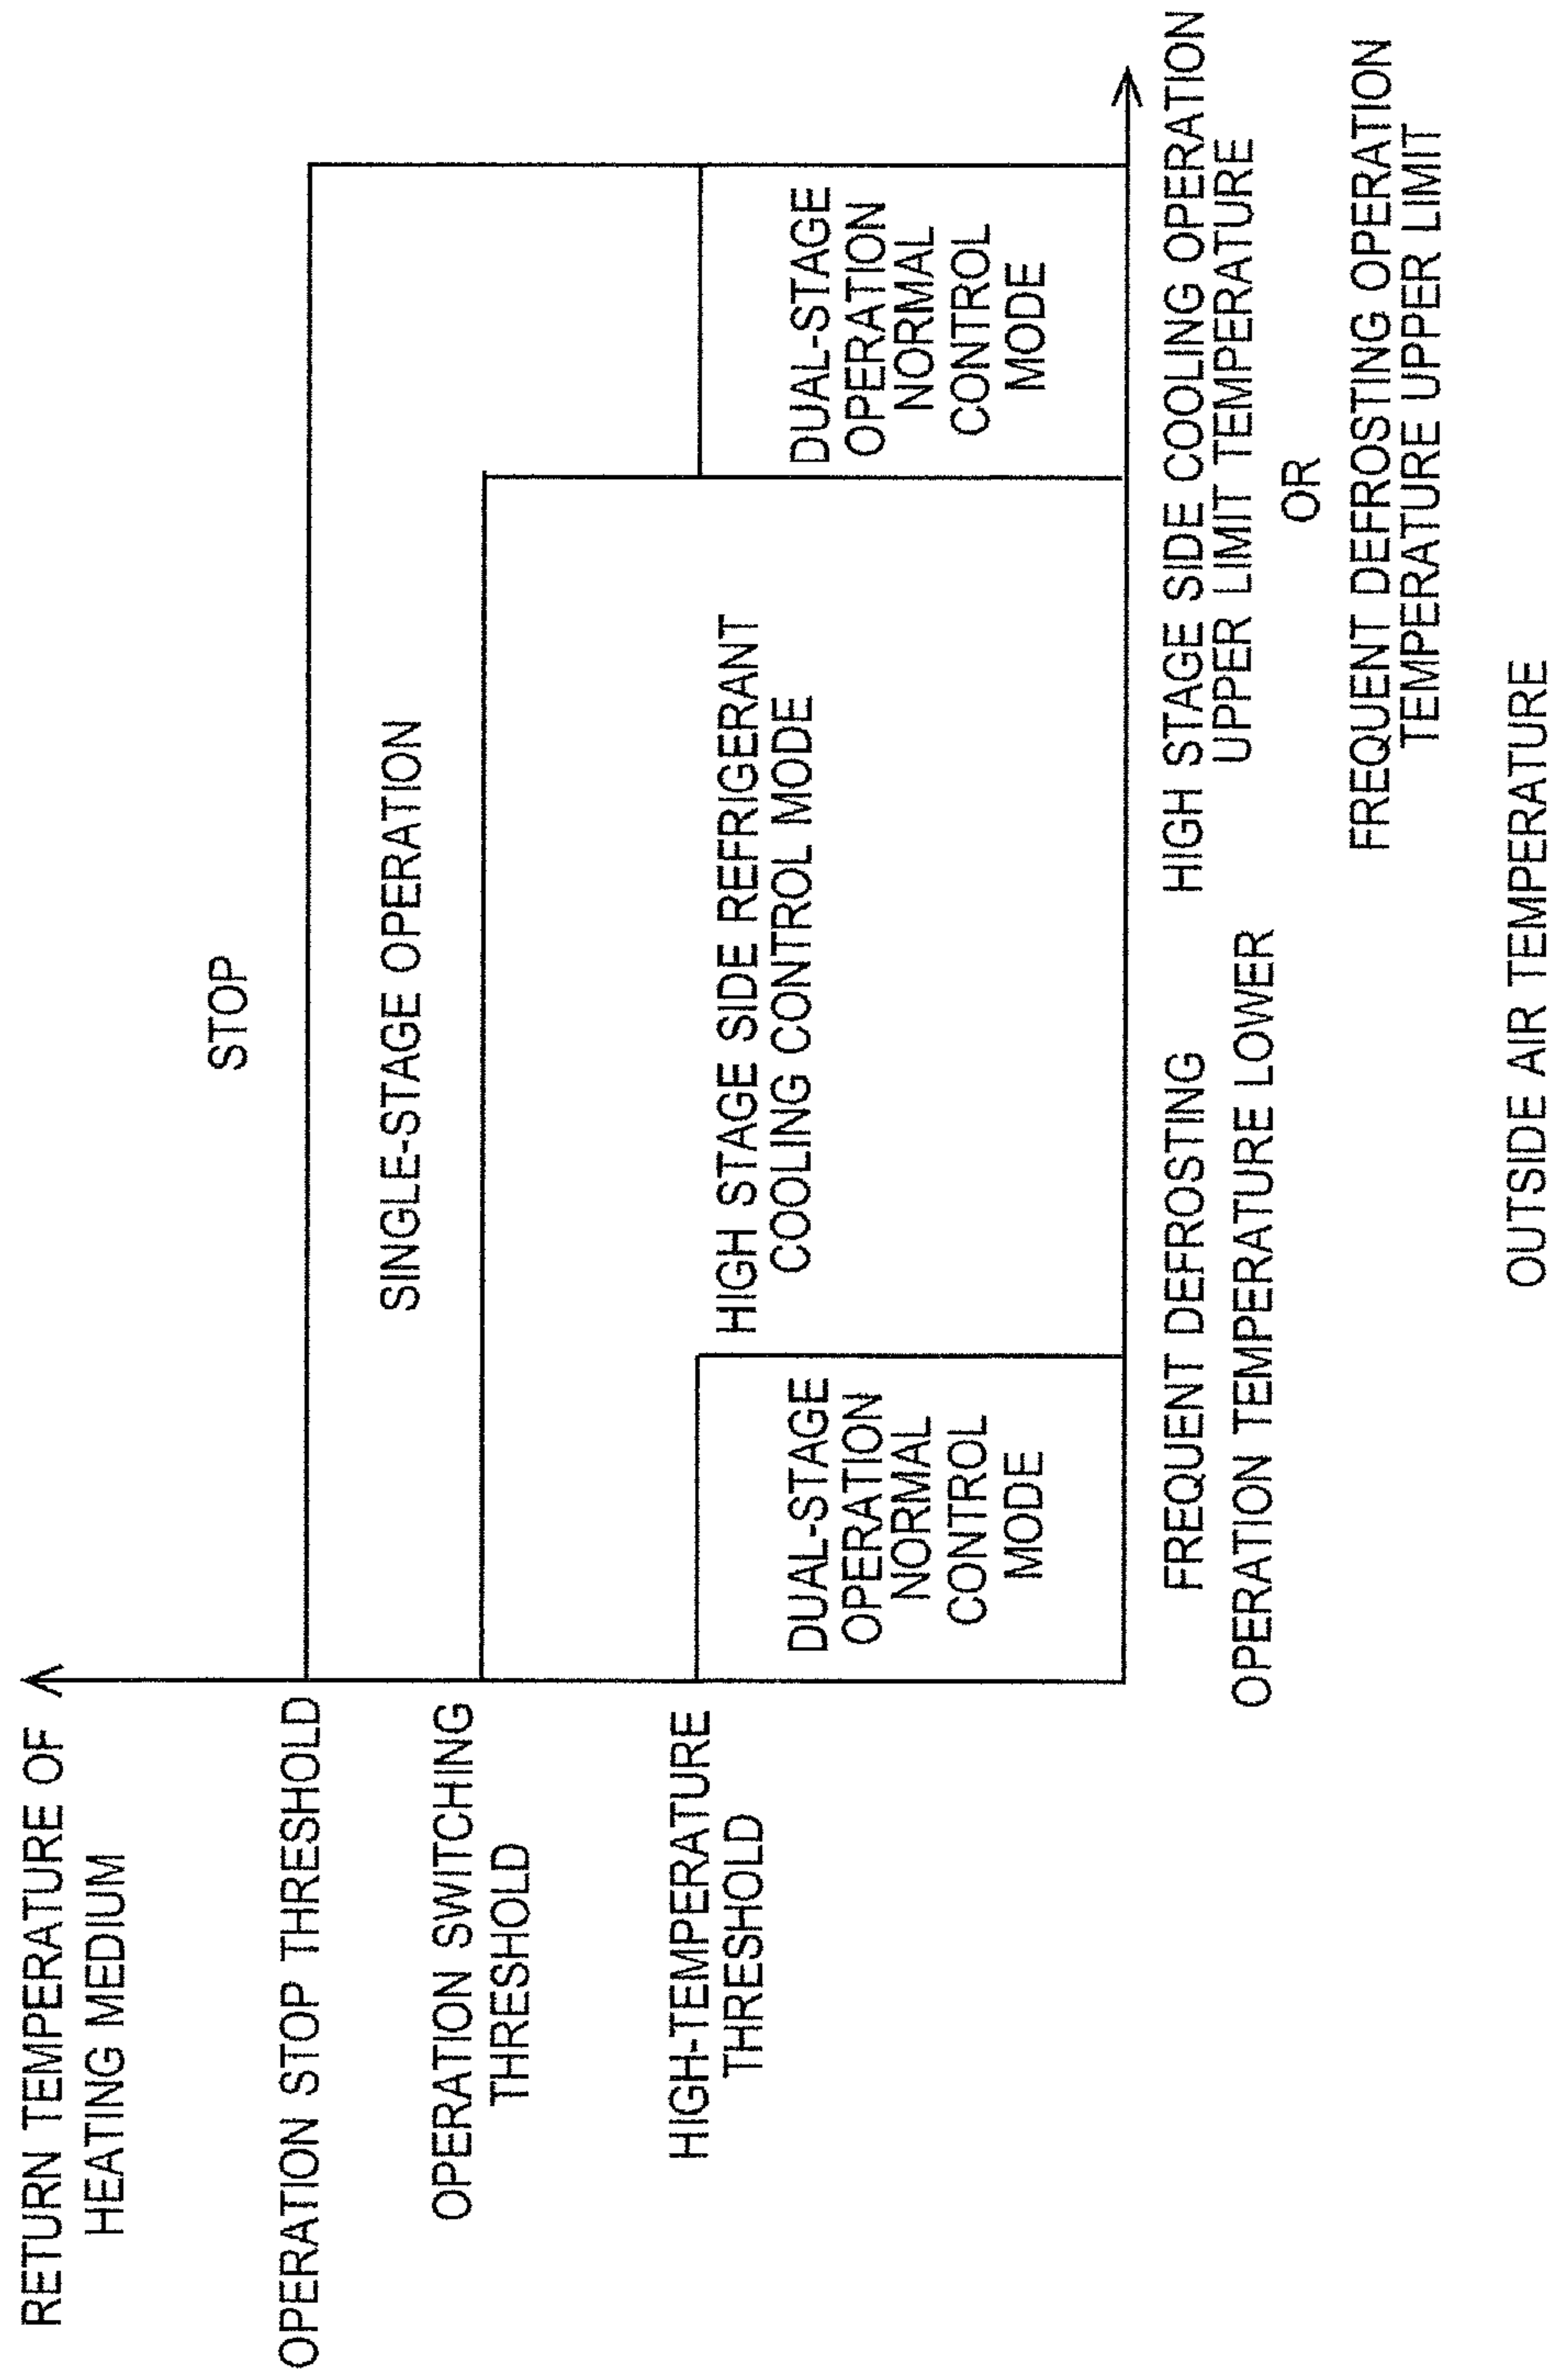 RETURN TEMPERATURE OF
HEATING MEDIUM
OPERATION STOP THRESHOLD
OPERATION SWITCHING
THRESHOLD
HIGH-TEMPERATURE
THRESHOLD
STOP
SINGLE-STAGE OPERATION
HIGH STAGE SIDE REFRIGERANT
COOLING CONTROL MODE
DUAL-STAGE
OPERATION
NORMAL
CONTROL
MODE
DUAL-STAGE
OPERATION
NORMAL
CONTROL
MODE
FREQUENT DEFROSTING
OPERATION TEMPERATURE LOWER
HIGH STAGE SIDE COOLING OPERATION
UPPER LIMIT TEMPERATURE
OR
FREQUENT DEFROSTING OPERATION
TEMPERATURE UPPER LIMIT
OUTSIDE AIR TEMPERATURE